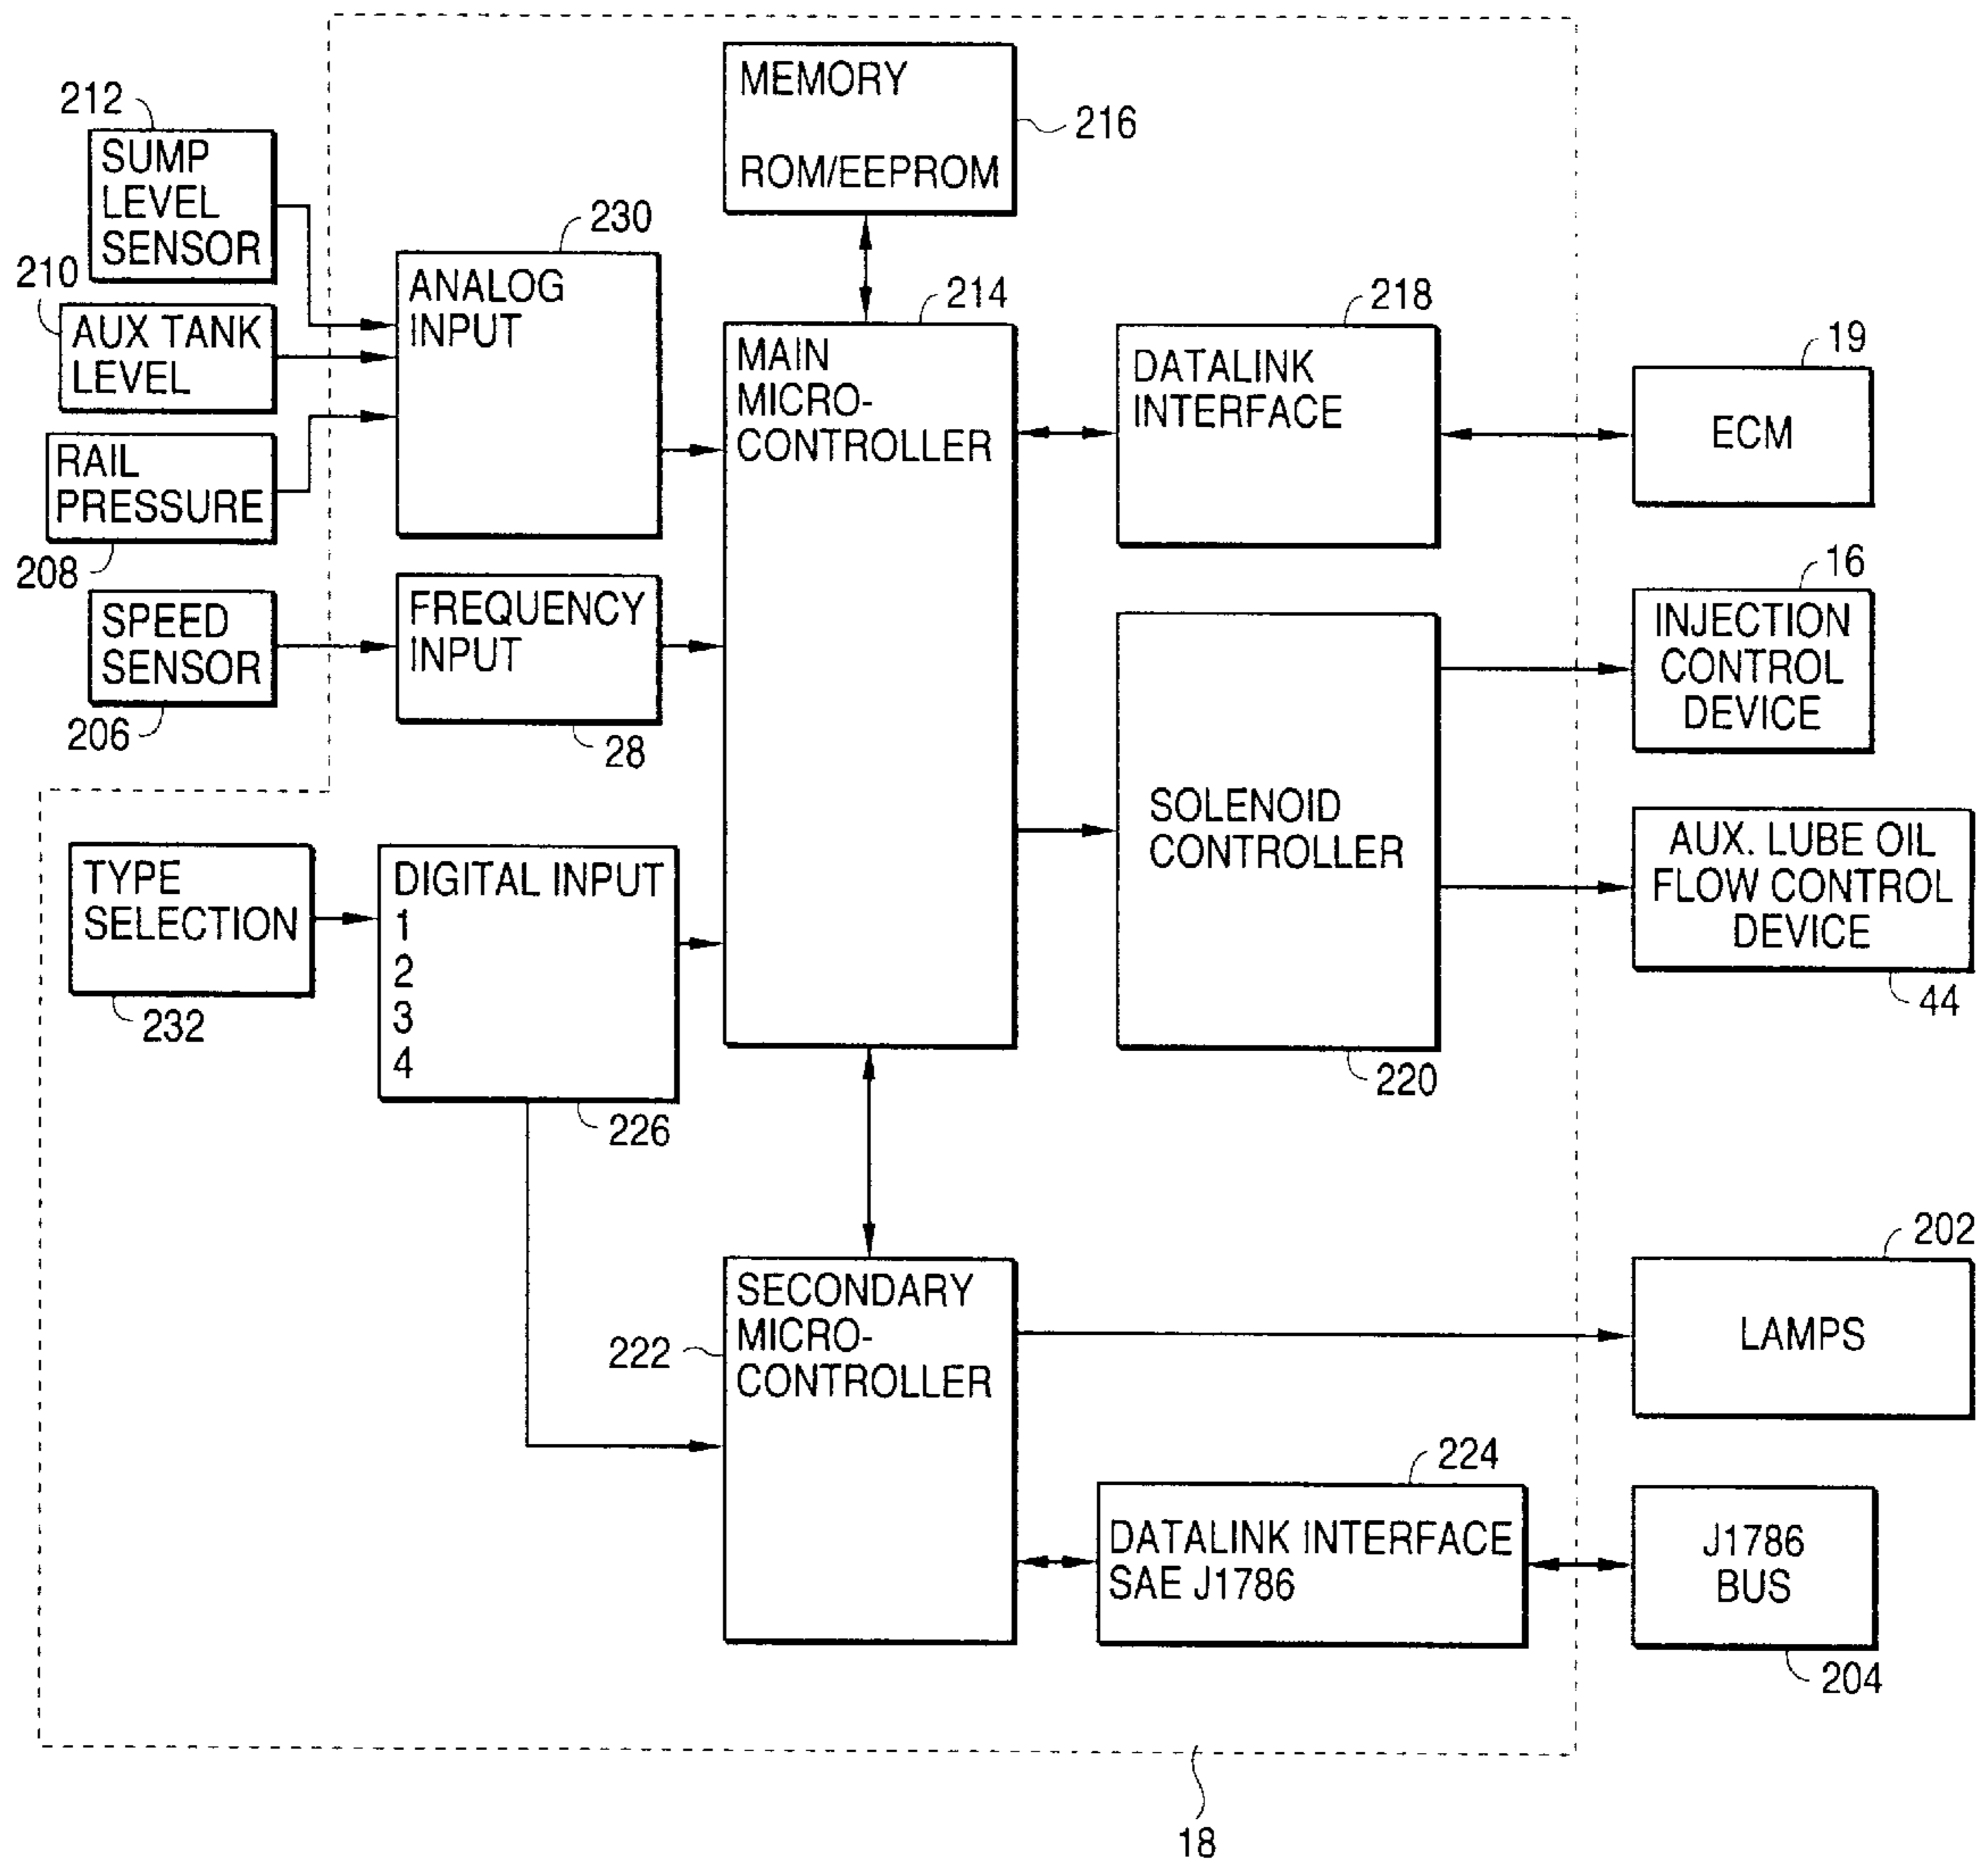 MEMORY
ROM/EEPROM
216
212
SUMP
LEVEL
SENSOR
210
AUX TANK
LEVEL
RAIL
PRESSURE
208
SPEED
SENSOR
206
230
ANALOG
INPUT
FREQUENCY
INPUT
28
214
MAIN
MICRO-
CONTROLLER
218
DATALINK
INTERFACE
19
ECM
16
INJECTION
CONTROL
DEVICE
SOLENOID
CONTROLLER
220
AUX. LUBE OIL
FLOW CONTROL
DEVICE
44
TYPE
SELECTION
232
DIGITAL INPUT
1
2
3
4
226
222
SECONDARY
MICRO-
CONTROLLER
202
LAMPS
224
DATALINK INTERFACE
SAE J1786
J1786
BUS
204
18